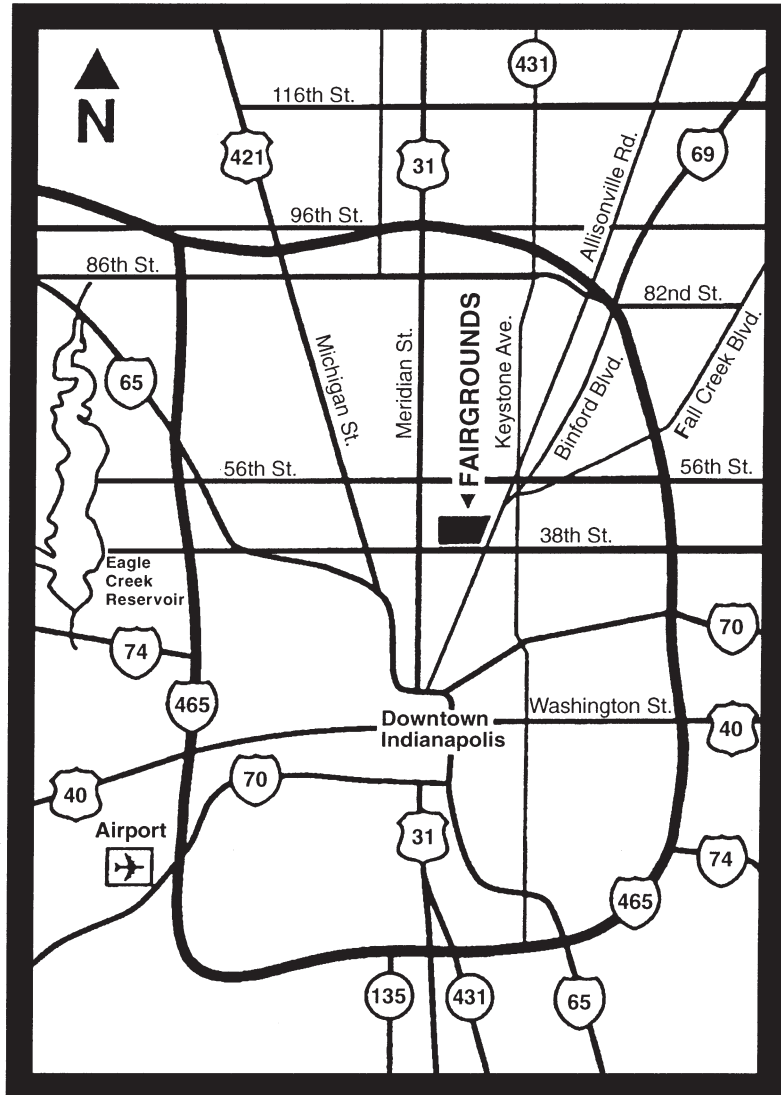 N
431
116th St.
421
31
69
Allisonville Rd.
96th St.
86th St.
82nd St.
FAIRGROUNDS
Keystone Ave.
Meridian St.
Michigan St.
Binford Blvd.
Fall Creek Blvd.
65
56th St.
56th St.
38th St.
Eagle
Creek
Reservoir
74
70
465
Washington St.
Downtown
Indianapolis
40
70
40
Airport
31
74
465
135
431
65